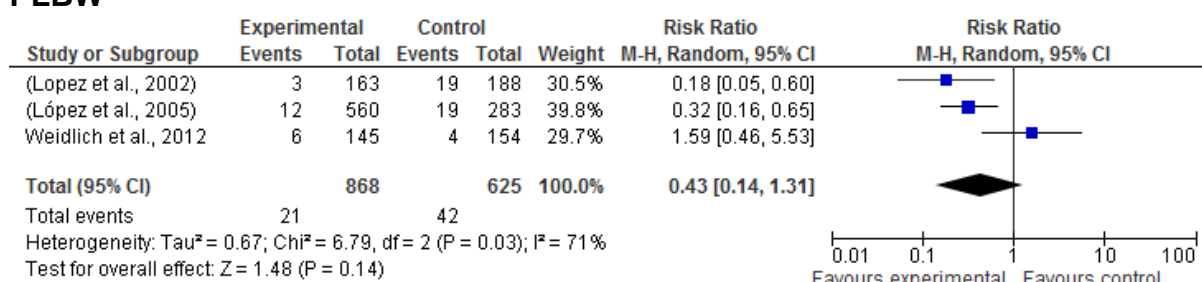 Experimental Control Risk Ratio Risk Ratio
Study or Subgroup Events Total Events Total Weight M-H, Random, 95% CI M-H, Random, 95% CI
(Lopez et al., 2002) 3 163 19 188 30.5% 0.18 [0.05, 0.60]
(López et al., 2005) 12 560 19 283 39.8% 0.32 [0.16, 0.65]
Weidlich et al., 2012 6 145 4 154 29.7% 1.59 [0.46, 5.53]
Total (95% CI) 868 625 100.0% 0.43 [0.14, 1.31]
Total events 21 42
Heterogeneity: Tau² = 0.67; Chi² = 6.79, df = 2 (P = 0.03); I² = 71%
Test for overall effect: Z = 1.48 (P = 0.14)
0.01 0.1 1 10 100
Favours experimental Favours control